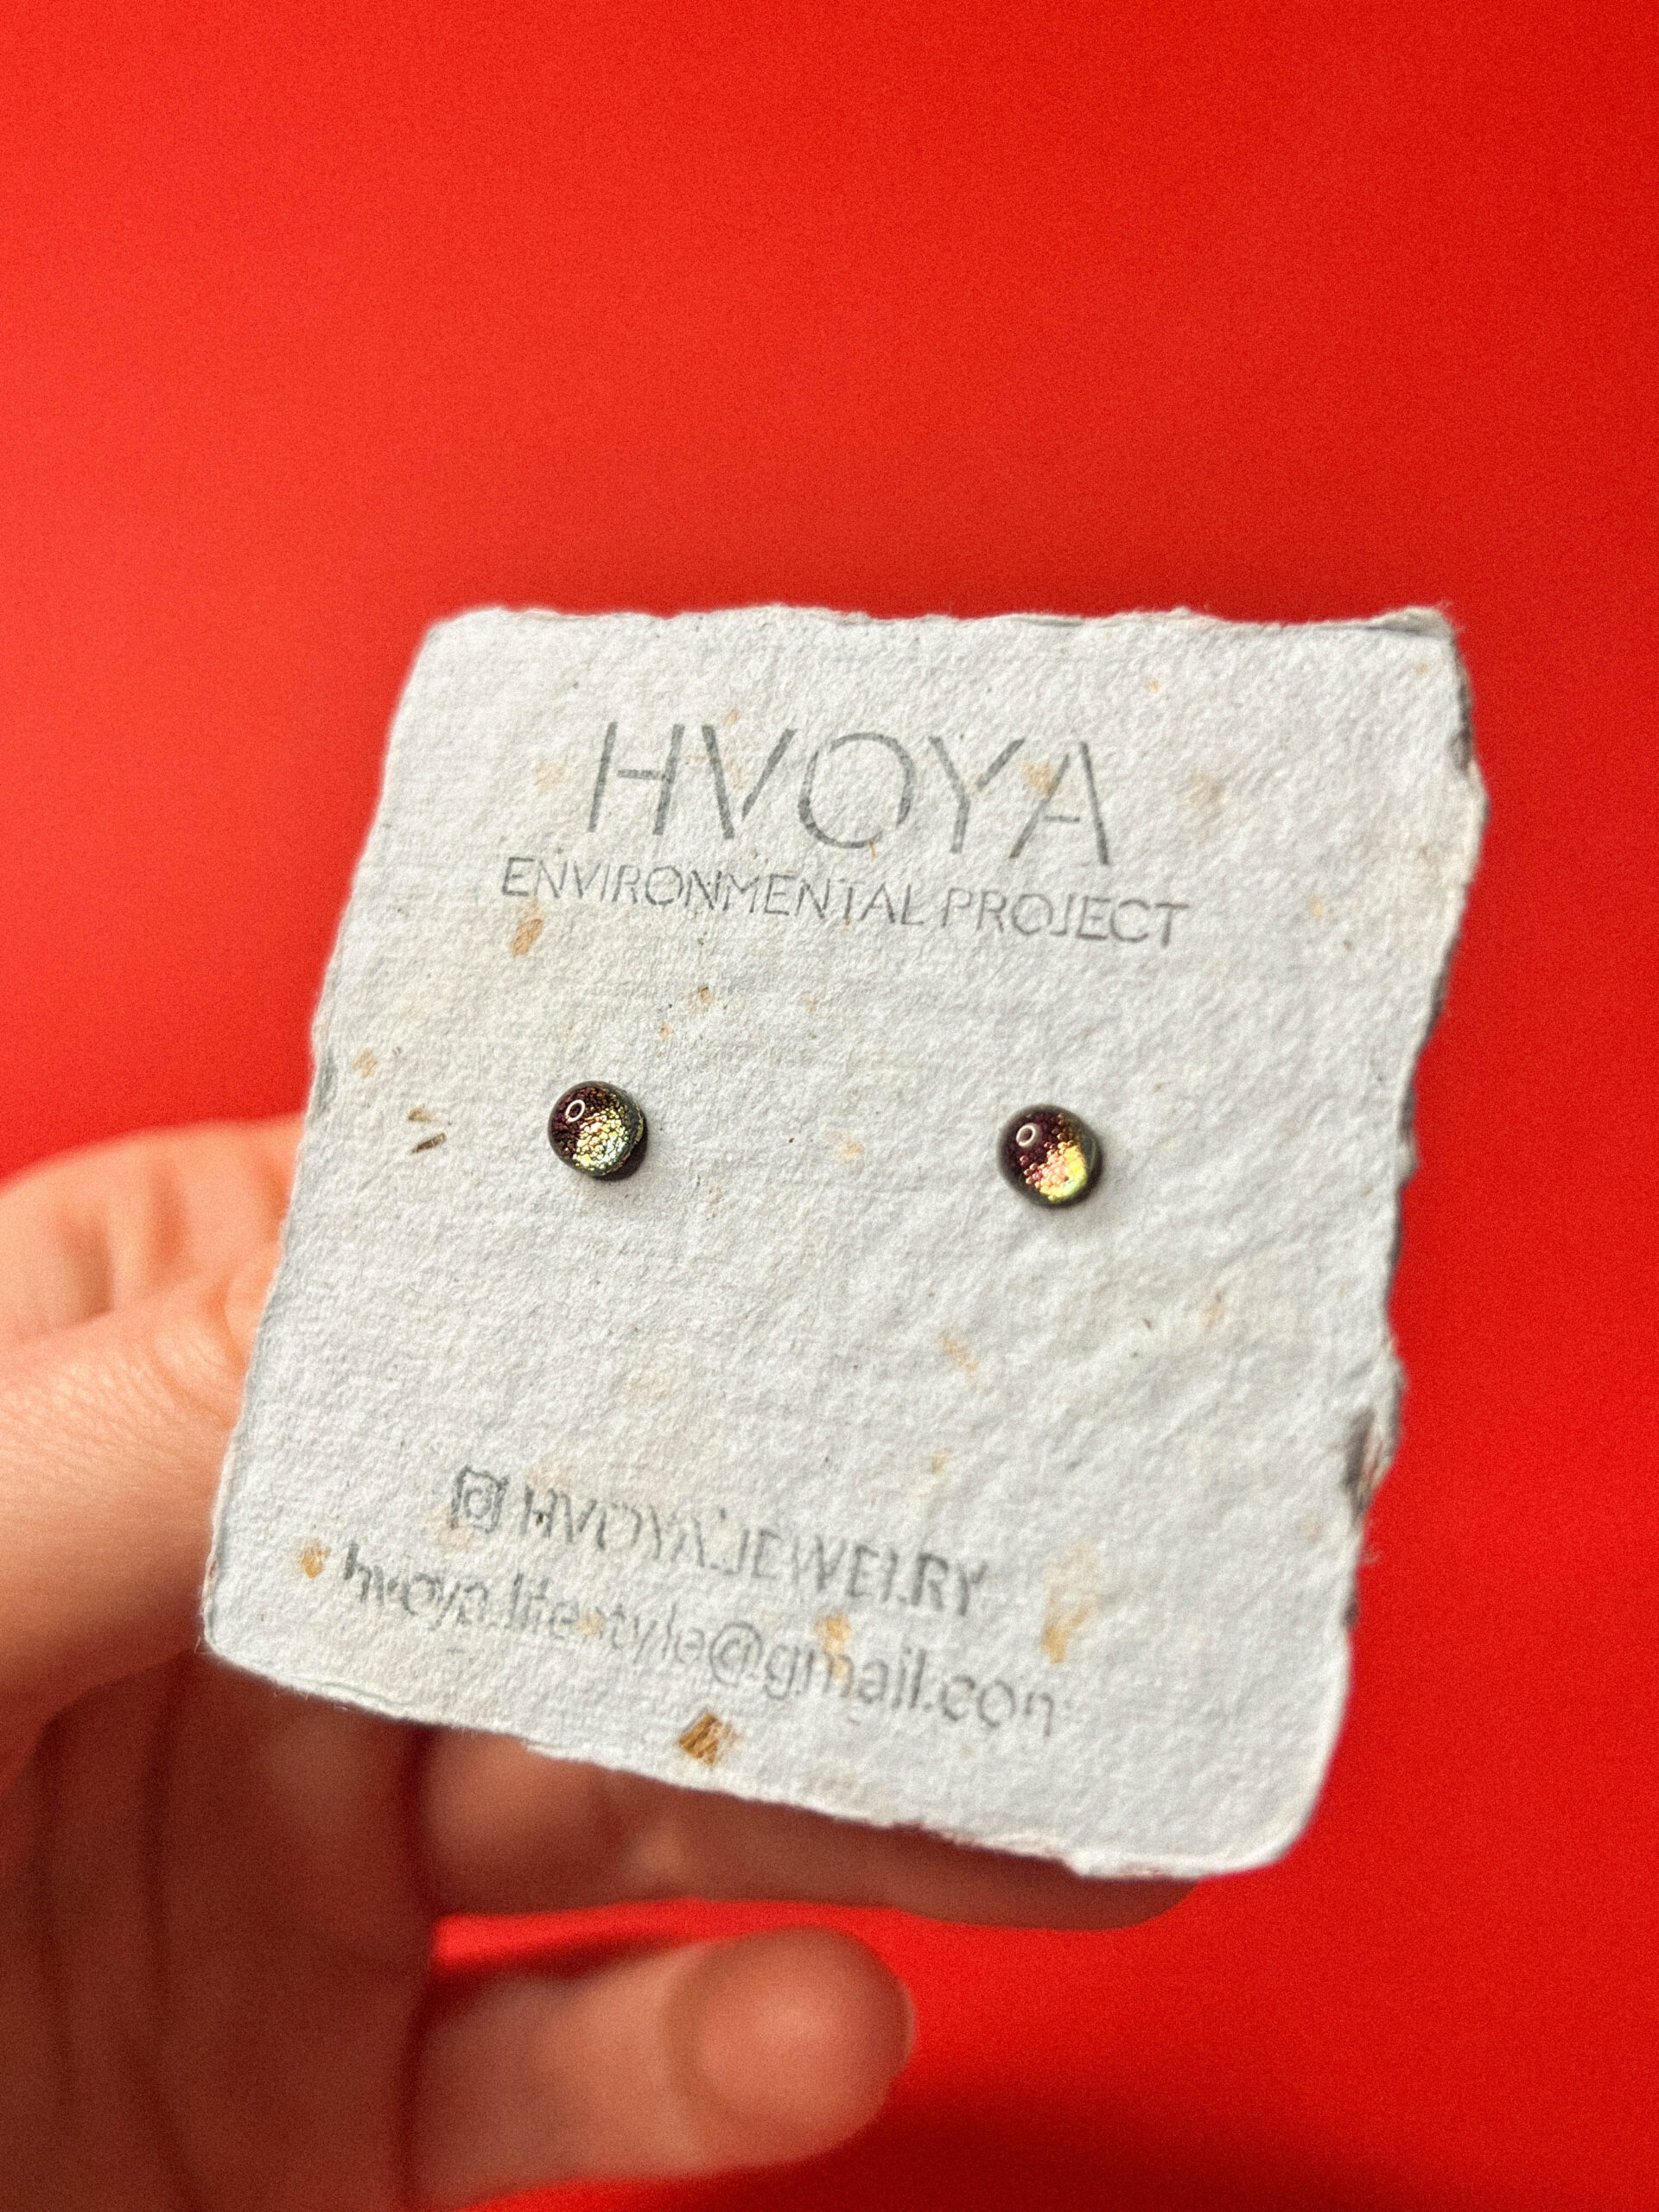 HVOYA
ENVIRONMENTAL PROJECT
HVOYA.JEWELRY
hvoya.lifestyle@gmail.com